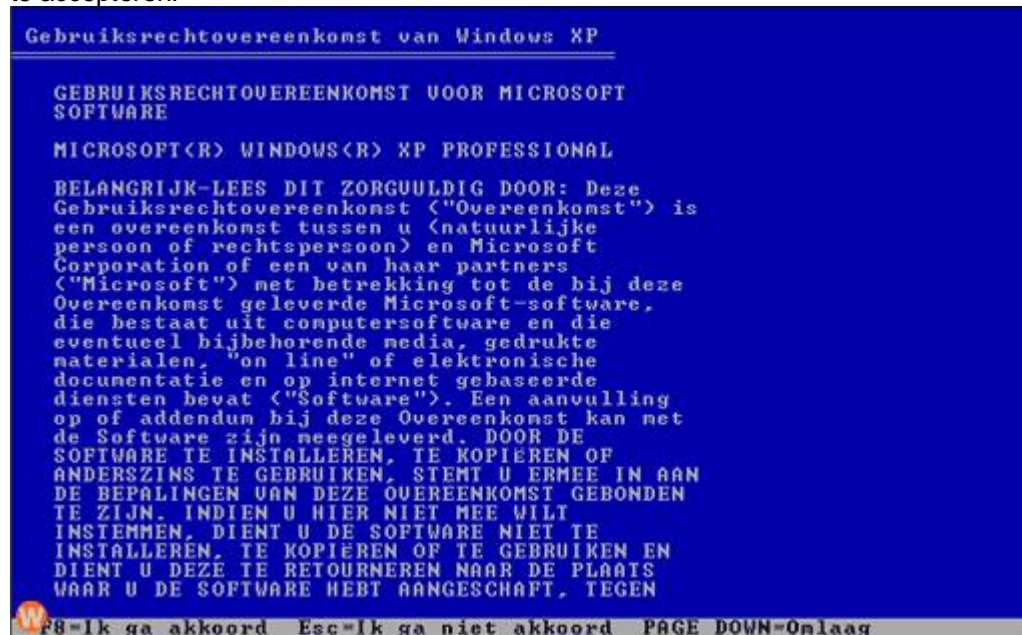 te accepteren.
Gebruiksrechtovereenkomst van Windows XP
GEBRUIKSRECHTOVEREENKOMST VOOR MICROSOFT
SOFTWARE
MICROSOFT(R) WINDOWS(R) XP PROFESSIONAL
BELANGRIJK-LEES DIT ZORGVULDIG DOOR: Deze
Gebruiksrechtovereenkomst ("Overeenkomst") is
een overeenkomst tussen u (natuurlijke
persoon of rechtspersoon) en Microsoft
Corporation of een van haar partners
("Microsoft") met betrekking tot de bij deze
Overeenkomst geleverde Microsoft-software,
die bestaat uit computersoftware en die
eventueel bijbehorende media, gedrukte
materialen, "on line" of elektronische
documentatie en op internet gebaseerde
diensten bevat ("Software"). Een aanvulling
op of addendum bij deze Overeenkomst kan met
de Software zijn meegeleverd. DOOR DE
SOFTWARE TE INSTALLEREN, TE KOPIËREN OF
ANDERSZINS TE GEBRUIKEN, STEMT U ERMEE IN AAN
DE BEPALINGEN VAN DEZE OVEREENKOMST GEBONDEN
TE ZIJN. INDIEN U HIER NIET MEE WILT
INSTEMMEN, DIENT U DE SOFTWARE NIET TE
INSTALLEREN, TE KOPIËREN OF TE GEBRUIKEN EN
DIENT U DEZE TE RETOURNEREN NAAR DE PLAATS
WAAR U DE SOFTWARE HEBT AANGESCHAFT, TEGEN
W
F8=Ik ga akkoord Esc=Ik ga niet akkoord PAGE DOWN=Omlaag